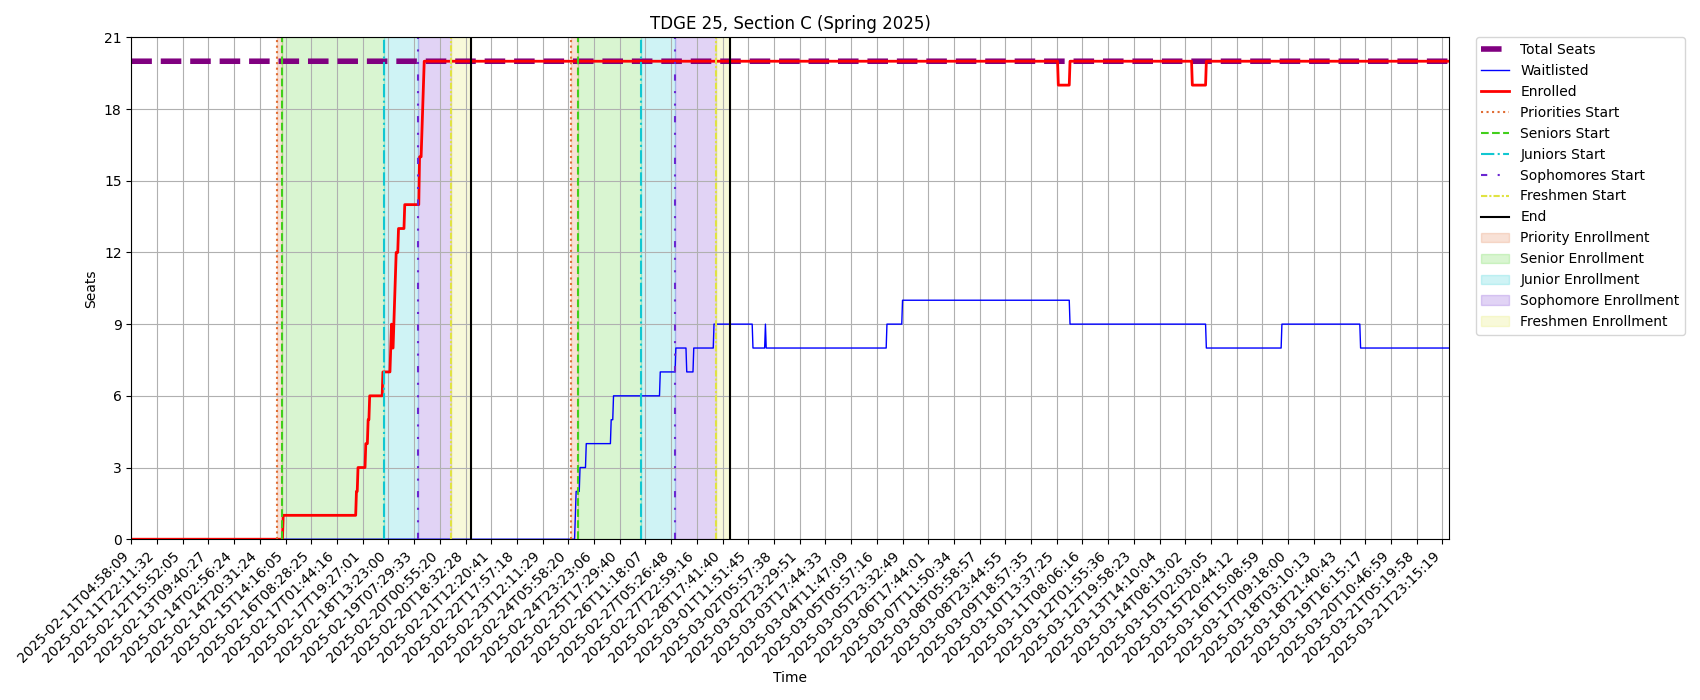 TDGE 25, Section C (Spring 2025)
21
18
15
12
9
6
3
0
Seats
2025-02-11T04:58:09
2025-02-11T22:11:32
2025-02-12T15:52:05
2025-02-13T09:40:27
2025-02-14T02:56:24
2025-02-14T20:31:24
2025-02-15T14:16:05
2025-02-16T08:28:25
2025-02-17T01:44:16
2025-02-17T19:27:01
2025-02-18T13:23:00
2025-02-19T07:29:33
2025-02-20T00:55:20
2025-02-20T18:32:28
2025-02-21T12:20:41
2025-02-22T17:57:18
2025-02-23T12:11:29
2025-02-24T05:58:20
2025-02-24T23:23:06
2025-02-25T17:29:40
2025-02-26T11:18:07
2025-02-27T05:26:48
2025-02-27T22:59:16
2025-02-28T17:41:40
2025-03-01T11:51:45
2025-03-02T05:57:38
2025-03-02T23:29:51
2025-03-03T17:44:33
2025-03-04T11:47:09
2025-03-05T05:57:16
2025-03-05T23:32:49
2025-03-06T17:44:01
2025-03-07T11:50:34
2025-03-08T05:58:57
2025-03-08T23:44:55
2025-03-09T18:57:35
2025-03-10T13:37:25
2025-03-11T08:06:16
2025-03-12T01:55:36
2025-03-12T19:58:23
2025-03-13T14:10:04
2025-03-14T08:13:02
2025-03-15T02:03:05
2025-03-15T20:44:12
2025-03-16T15:08:59
2025-03-17T09:18:00
2025-03-18T03:10:13
2025-03-18T21:40:43
2025-03-19T16:15:17
2025-03-20T10:46:59
2025-03-21T05:19:58
2025-03-21T23:15:19
Time
Total Seats
Waitlisted
Enrolled
Priorities Start
Seniors Start
Juniors Start
Sophomores Start
Freshmen Start
End
Priority Enrollment
Senior Enrollment
Junior Enrollment
Sophomore Enrollment
Freshmen Enrollment